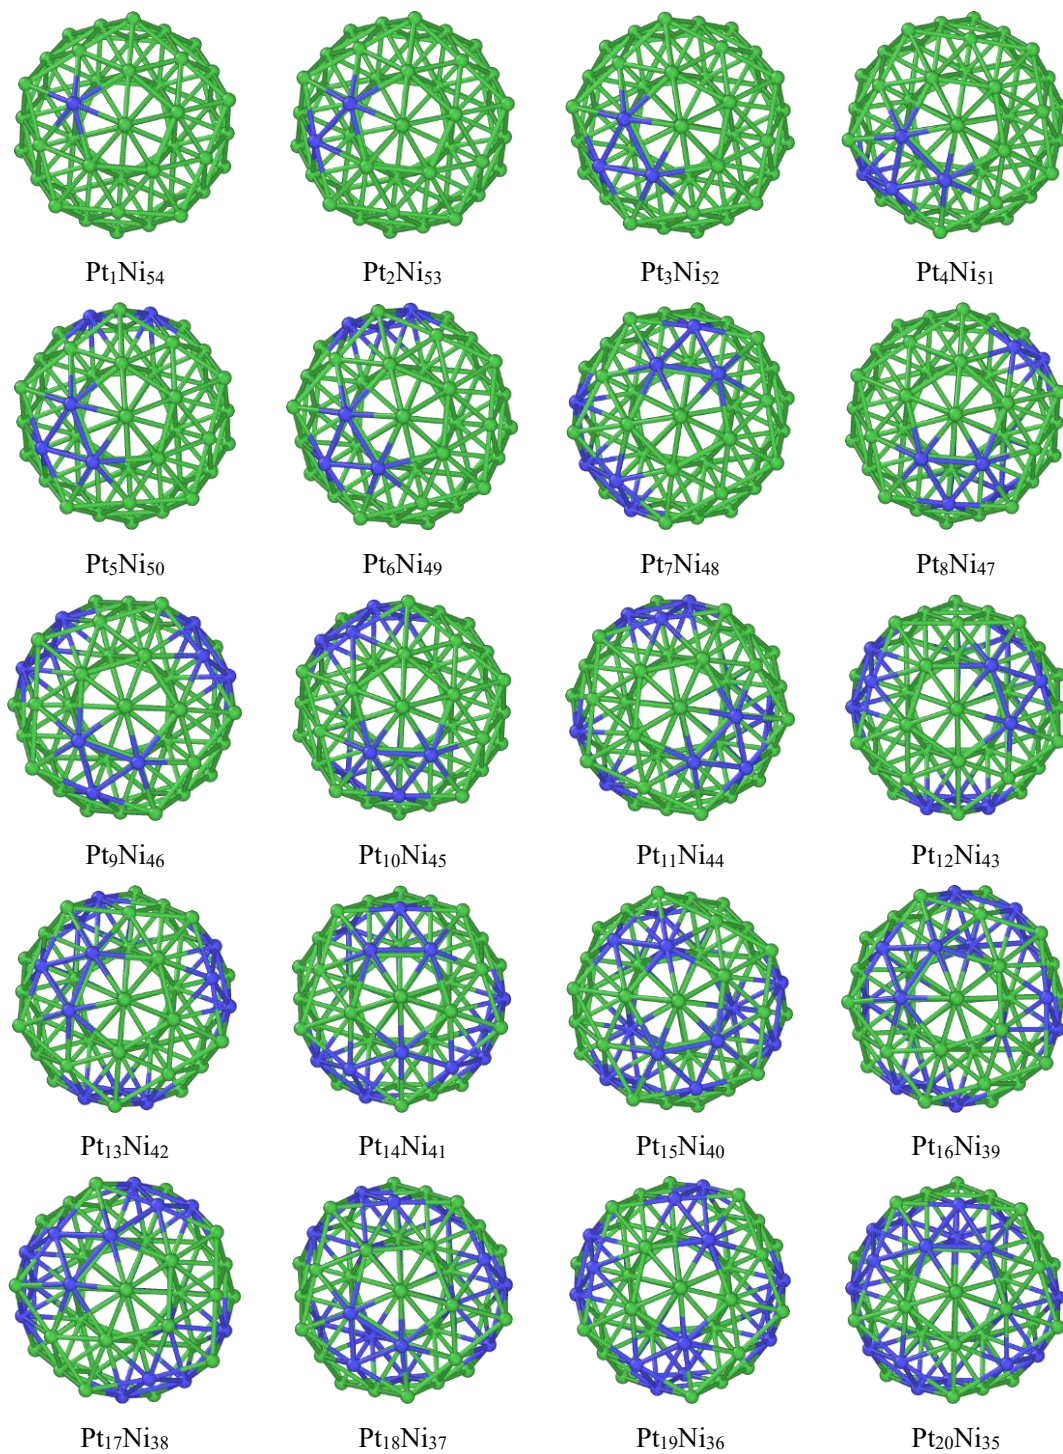 Pt₁Ni₅₄ Pt₂Ni₅₃ Pt₃Ni₅₂ Pt₄Ni₅₁
Pt₅Ni₅₀ Pt₆Ni₄₉ Pt₇Ni₄₈ Pt₈Ni₄₇
Pt₉Ni₄₆ Pt₁₀Ni₄₅ Pt₁₁Ni₄₄ Pt₁₂Ni₄₃
Pt₁₃Ni₄₂ Pt₁₄Ni₄₁ Pt₁₅Ni₄₀ Pt₁₆Ni₃₉
Pt₁₇Ni₃₈ Pt₁₈Ni₃₇ Pt₁₉Ni₃₆ Pt₂₀Ni₃₅